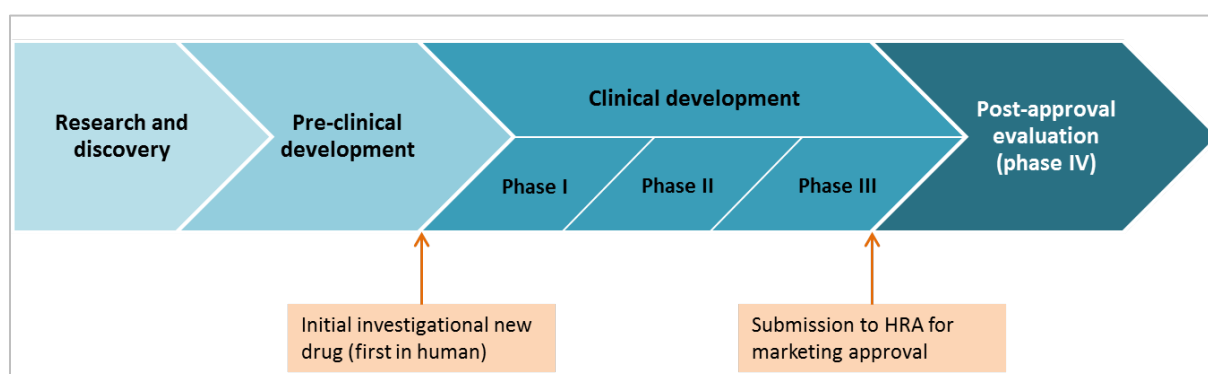 Research and
discovery
Pre-clinical
development
Clinical development
Phase I
Phase II
Phase III
Post-approval
evaluation
(phase IV)
Initial investigational new
drug (first in human)
Submission to HRA for
marketing approval